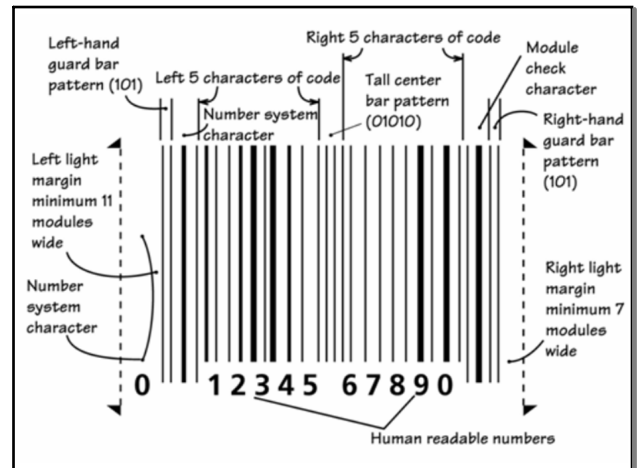 Left-hand
guard bar
pattern (101)
Left 5 characters of code
Number system
character
Right 5 characters of code
Tall center
bar pattern
(01010)
Module
check
character
Right-hand
guard bar
pattern
(101)
Left light
margin
minimum 11
modules
wide
Number
system
character
Right light
margin
minimum 7
modules
wide
0 12345 67890
Human readable numbers